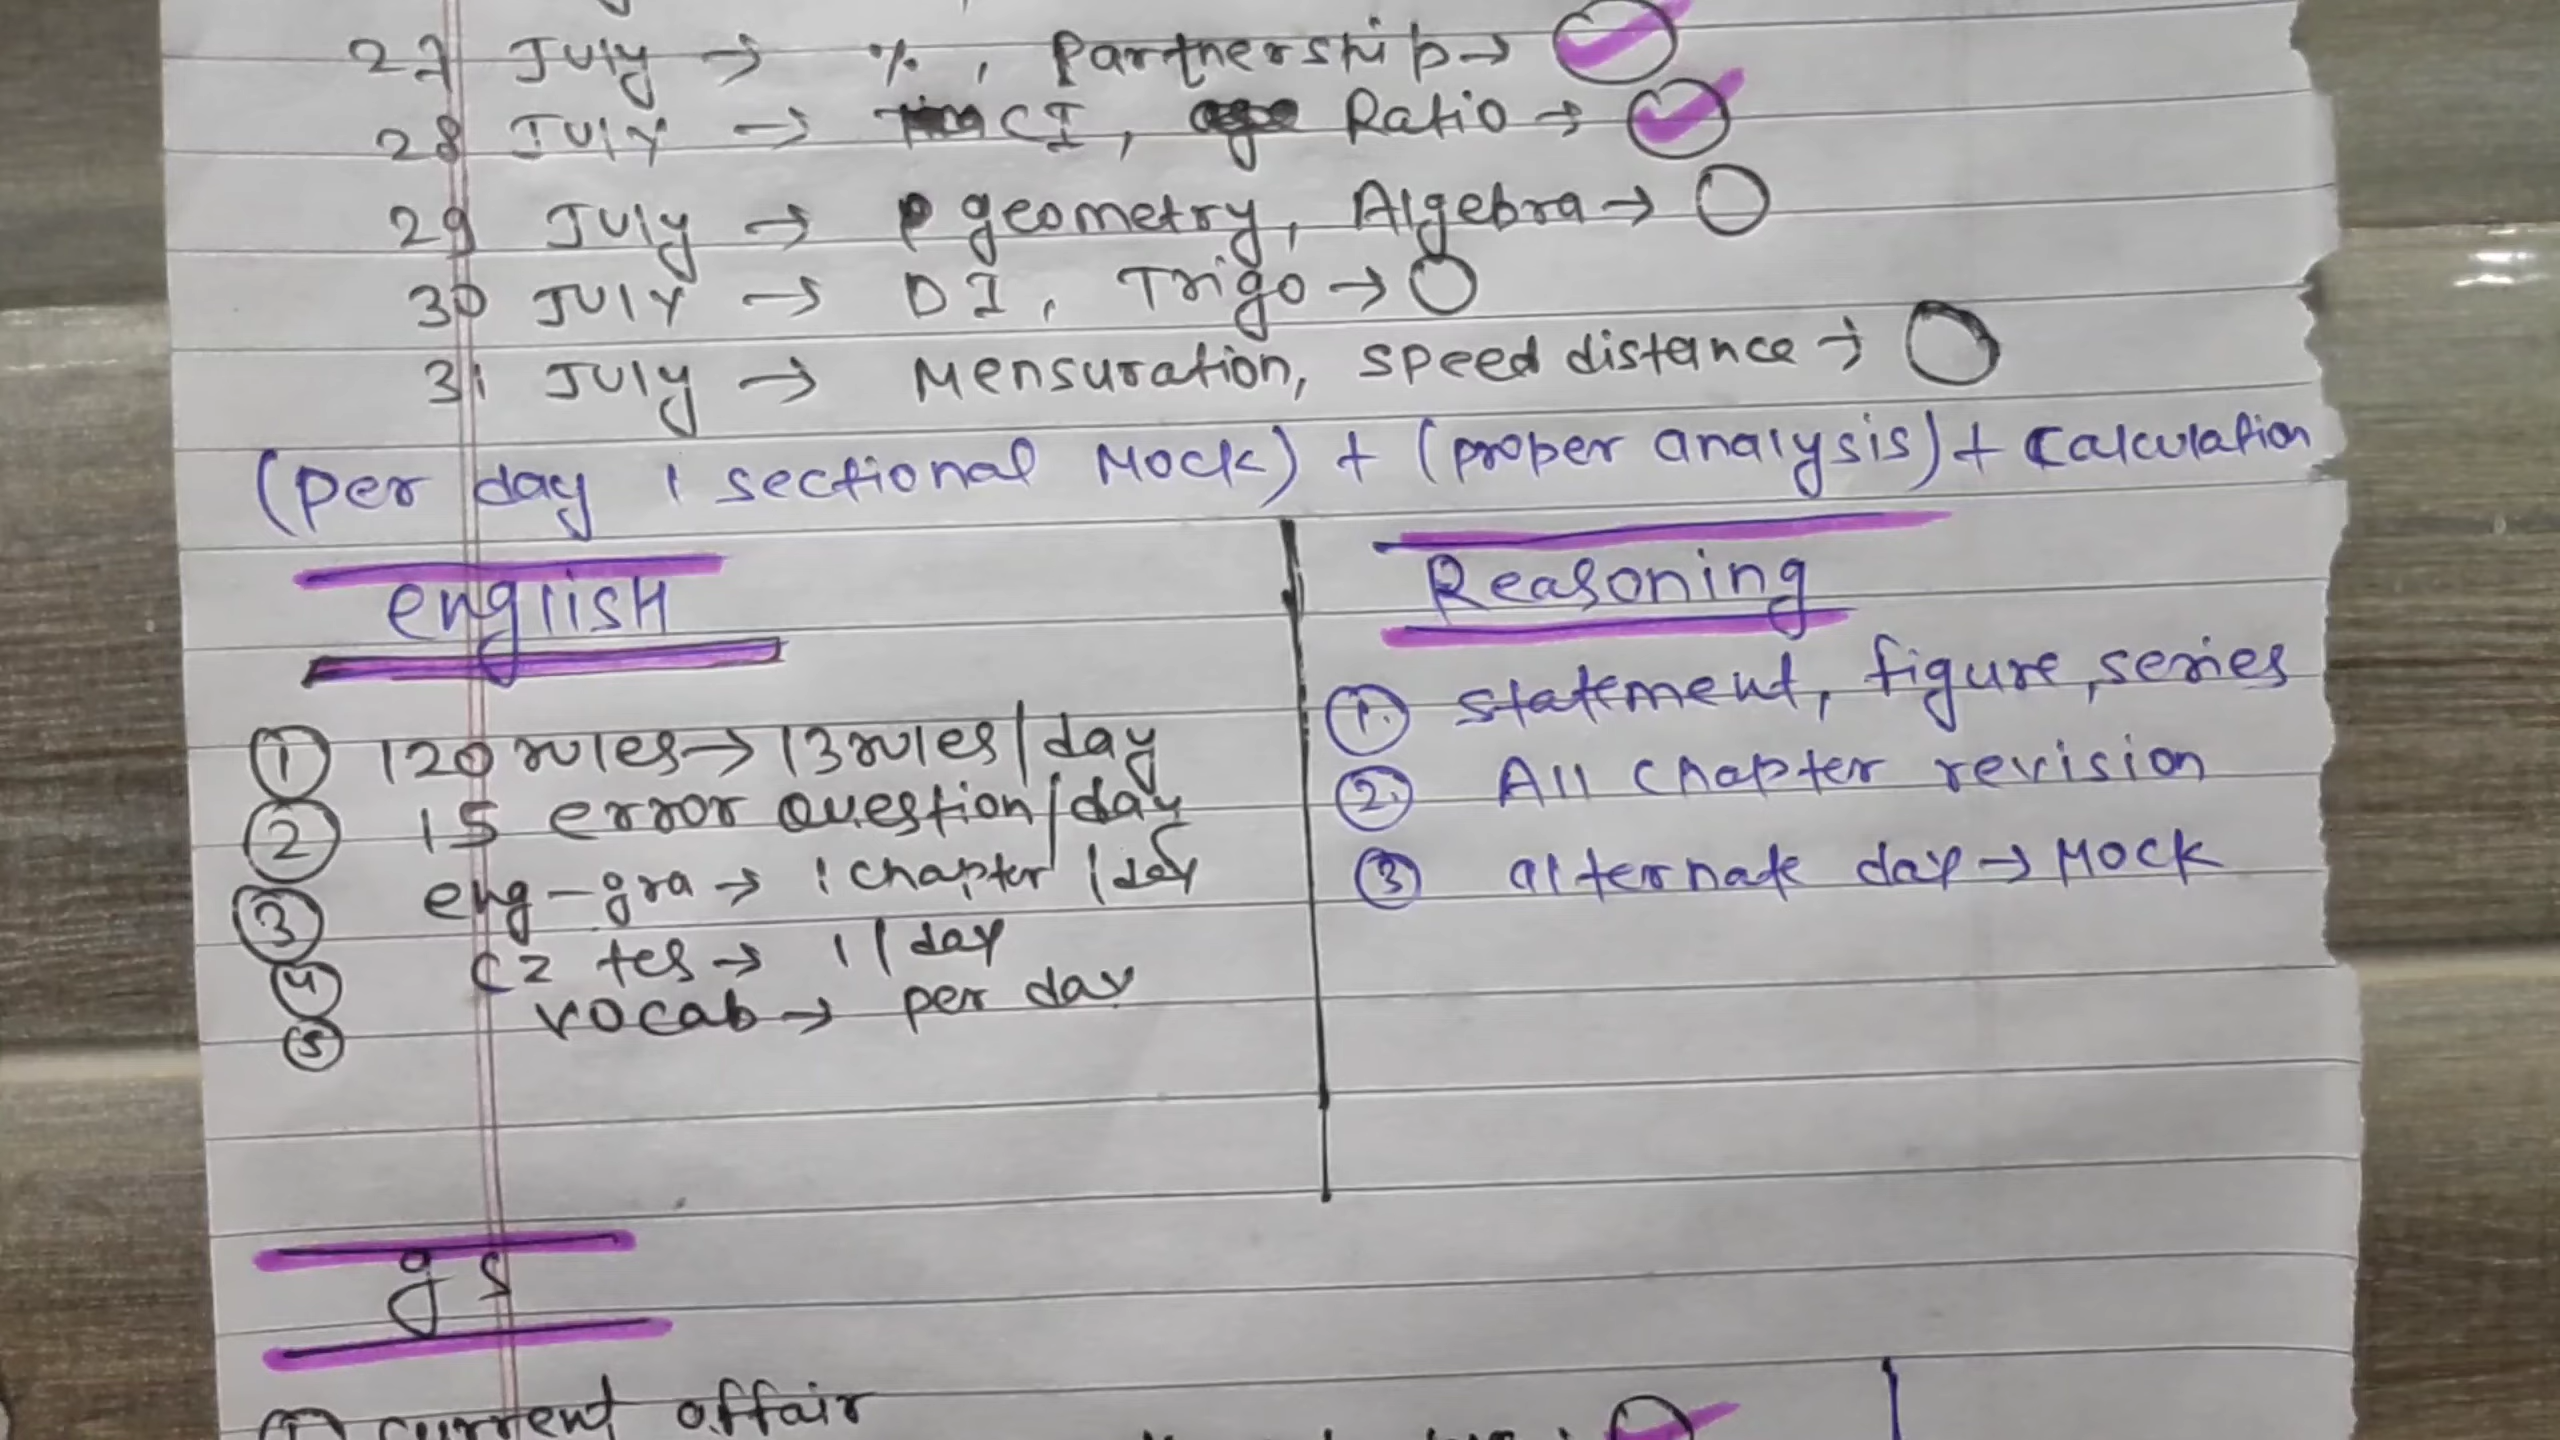 27 July → %, Partnership →
28 JULY → CI, Ratio →
29 July → geometry, Algebra →
30 JULY → DI, Trigo →
31 July → Mensuration, speed distance →
(per day 1 sectional Mock) + (proper analysis) + Calculation
english
① 120 rules → 13 rules/day
② 15 error question/day
③ eng-gra → 1 chapter/day
④ CZ tes → 1/day
⑤ vocab → per day
Reasoning
①. statement, figure, series
②. All chapter revision
③ alternate day → Mock
gs
① current affair